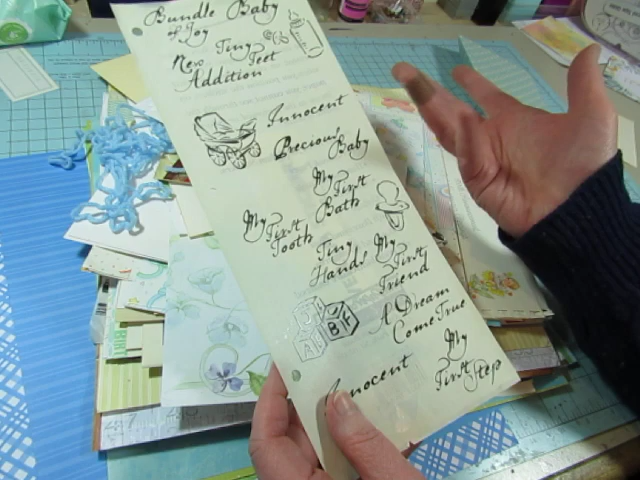 Bundle Baby
of Joy
Tiny
Feet
New
Addition
Innocent
Precious Baby
My
First
Bath
My
First
Tooth
Tiny
Hands
My
First
Friend
A Dream
Come True
BF
My
First Step
Innocent